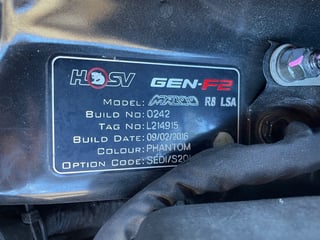 HSV GEN-F2
MODEL: MALOO R8 LSA
BUILD NO: 0242
TAG NO: L214915
BUILD DATE: 09/02/2016
COLOUR: PHANTOM
OPTION CODE: SEDI/S20